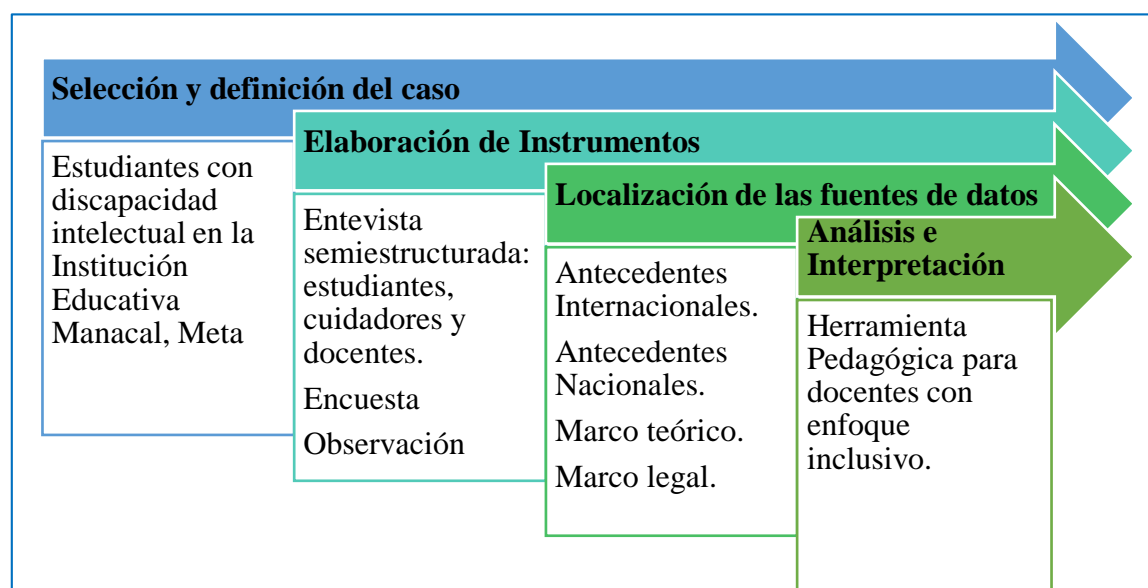 Selección y definición del caso
Estudiantes con
discapacidad
intelectual en la
Institución
Educativa
Manacal, Meta
Elaboración de Instrumentos
Entevista
semiestructurada:
estudiantes,
cuidadores y
docentes.
Encuesta
Observación
Localización de las fuentes de datos
Antecedentes
Internacionales.
Antecedentes
Nacionales.
Marco teórico.
Marco legal.
Análisis e
Interpretación
Herramienta
Pedagógica para
docentes con
enfoque
inclusivo.